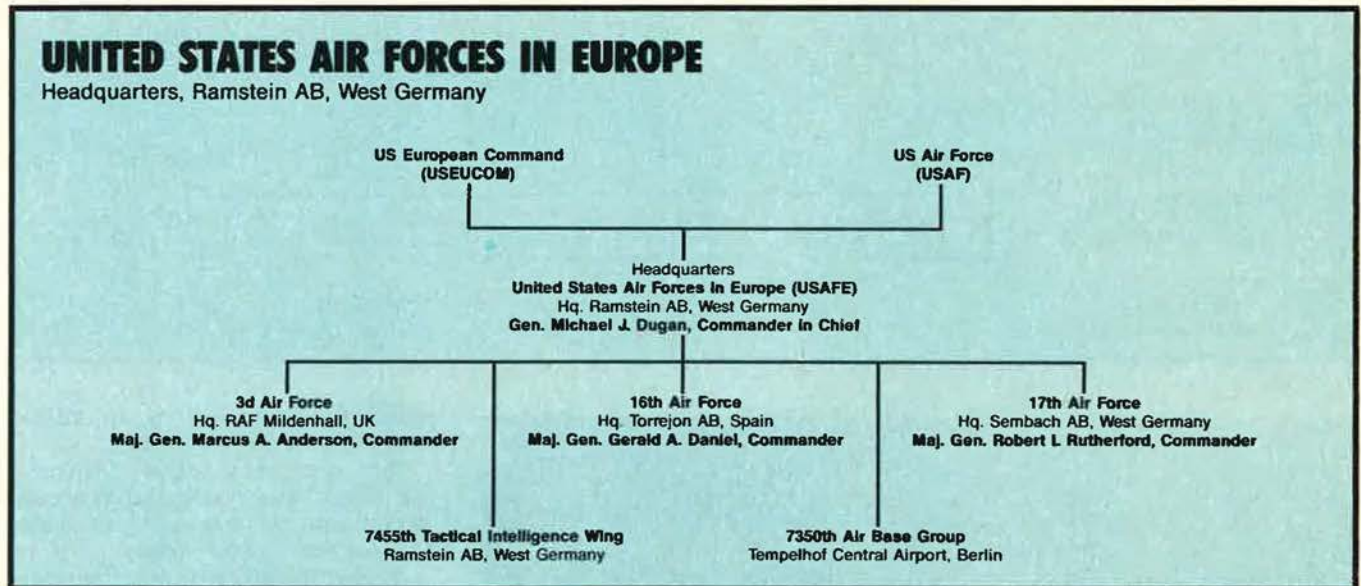 UNITED STATES AIR FORCES IN EUROPE
Headquarters, Ramstein AB, West Germany
US European Command
(USEUCOM)
US Air Force
(USAF)
Headquarters
United States Air Forces in Europe (USAFE)
Hq. Ramstein AB, West Germany
Gen. Michael J. Dugan, Commander in Chief
3d Air Force
Hq. RAF Mildenhall, UK
Maj. Gen. Marcus A. Anderson, Commander
16th Air Force
Hq. Torrejon AB, Spain
Maj. Gen. Gerald A. Daniel, Commander
17th Air Force
Hq. Sembach AB, West Germany
Maj. Gen. Robert L Rutherford, Commander
7455th Tactical Intelligence Wing
Ramstein AB, West Germany
7350th Air Base Group
Tempelhof Central Airport, Berlin